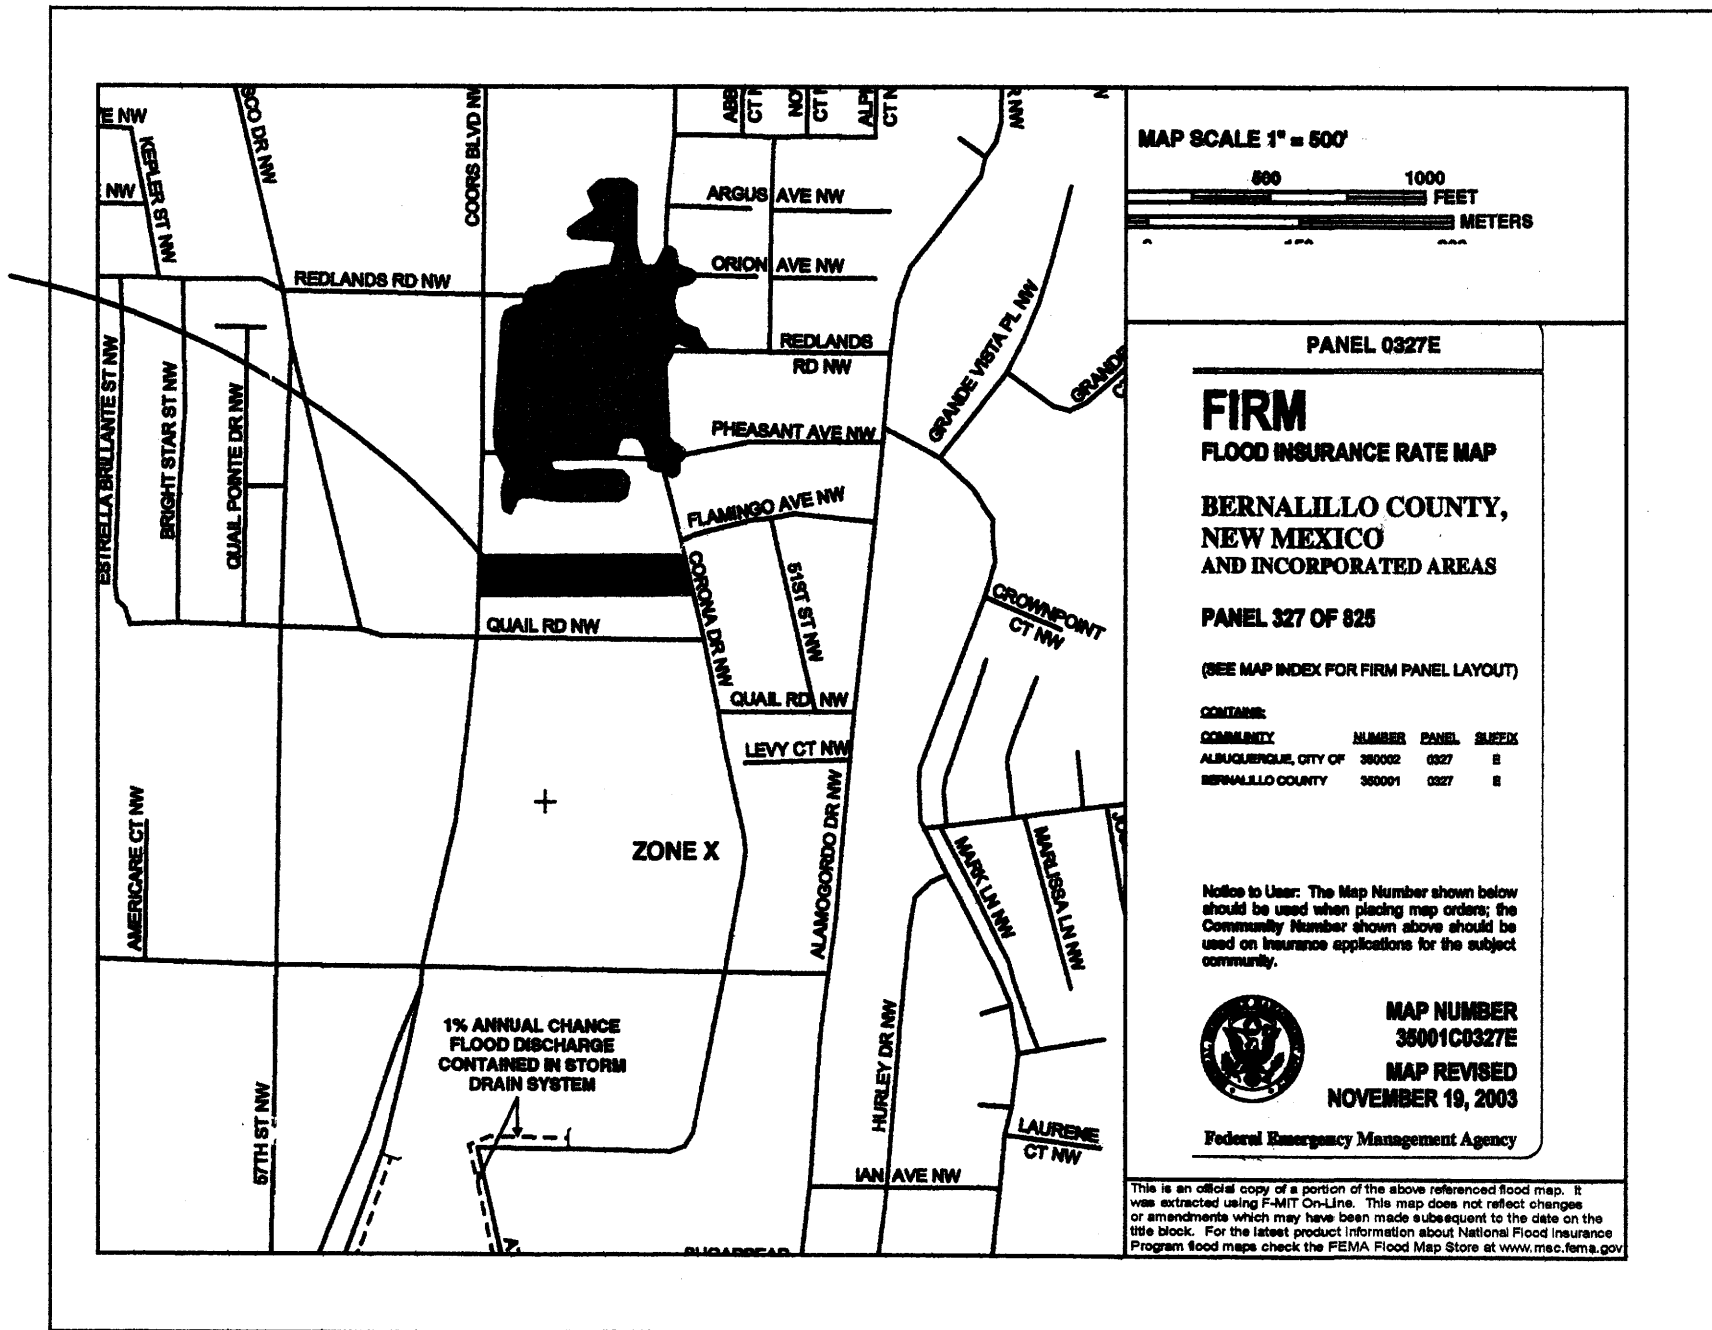 E NW
KEPLER ST NW
NW
SCO DR NW
COORS BLVD NW
ABB
CT N
NO
CT N
ALPI
CT N
R NW
N
ARGUS AVE NW
ORION AVE NW
REDLANDS RD NW
REDLANDS
RD NW
GRANDE VISTA PL NW
GRANDE
ESTRELLA BRILLANTE ST NW
BRIGHT STAR ST NW
QUAIL POINTE DR NW
PHEASANT AVE NW
FLAMINGO AVE NW
CORONA DR NW
51ST ST NW
QUAIL RD NW
CROWNPOINT
CT NW
QUAIL RD NW
LEVY CT NW
AMERICARE CT NW
ZONE X
ALAMOGORDO DR NW
MARK LN NW
MARLISSA LN NW
1% ANNUAL CHANCE
FLOOD DISCHARGE
CONTAINED IN STORM
DRAIN SYSTEM
57TH ST NW
HURLEY DR NW
LAURENE
CT NW
IAN AVE NW
A
MAP SCALE 1" = 500'
500 1000
FEET
METERS
PANEL 0327E
FIRM
FLOOD INSURANCE RATE MAP
BERNALILLO COUNTY,
NEW MEXICO
AND INCORPORATED AREAS
PANEL 327 OF 825
(SEE MAP INDEX FOR FIRM PANEL LAYOUT)
CONTAINS:
COMMUNITY NUMBER PANEL SUFFIX
ALBUQUERQUE, CITY OF 350002 0327 E
BERNALILLO COUNTY 350001 0327 E
Notice to User: The Map Number shown below
should be used when placing map orders; the
Community Number shown above should be
used on insurance applications for the subject
community.
MAP NUMBER
35001C0327E
MAP REVISED
NOVEMBER 19, 2003
Federal Emergency Management Agency
This is an official copy of a portion of the above referenced flood map. It
was extracted using F-MIT On-Line. This map does not reflect changes
or amendments which may have been made subsequent to the date on the
title block. For the latest product information about National Flood Insurance
Program flood maps check the FEMA Flood Map Store at www.msc.fema.gov